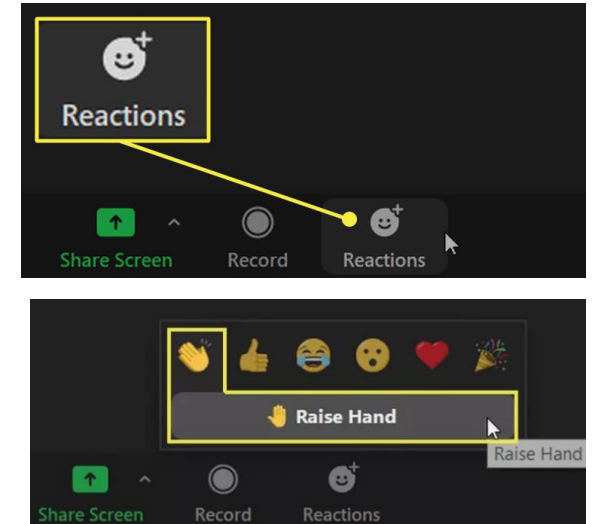 Reactions
Share Screen Record Reactions
Raise Hand
Raise Hand
Share Screen Record Reactions